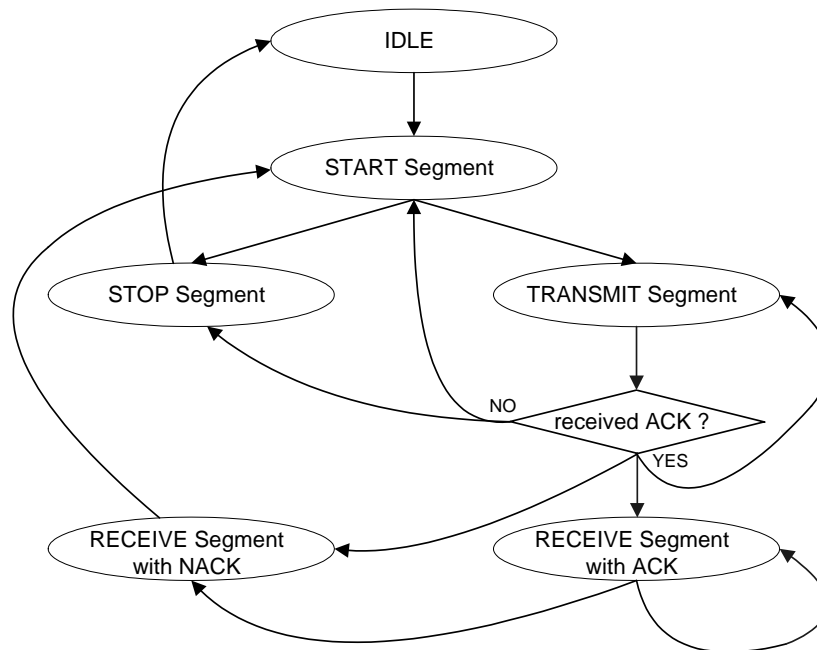 IDLE
START Segment
STOP Segment
TRANSMIT Segment
NO
received ACK ?
YES
RECEIVE Segment
with NACK
RECEIVE Segment
with ACK